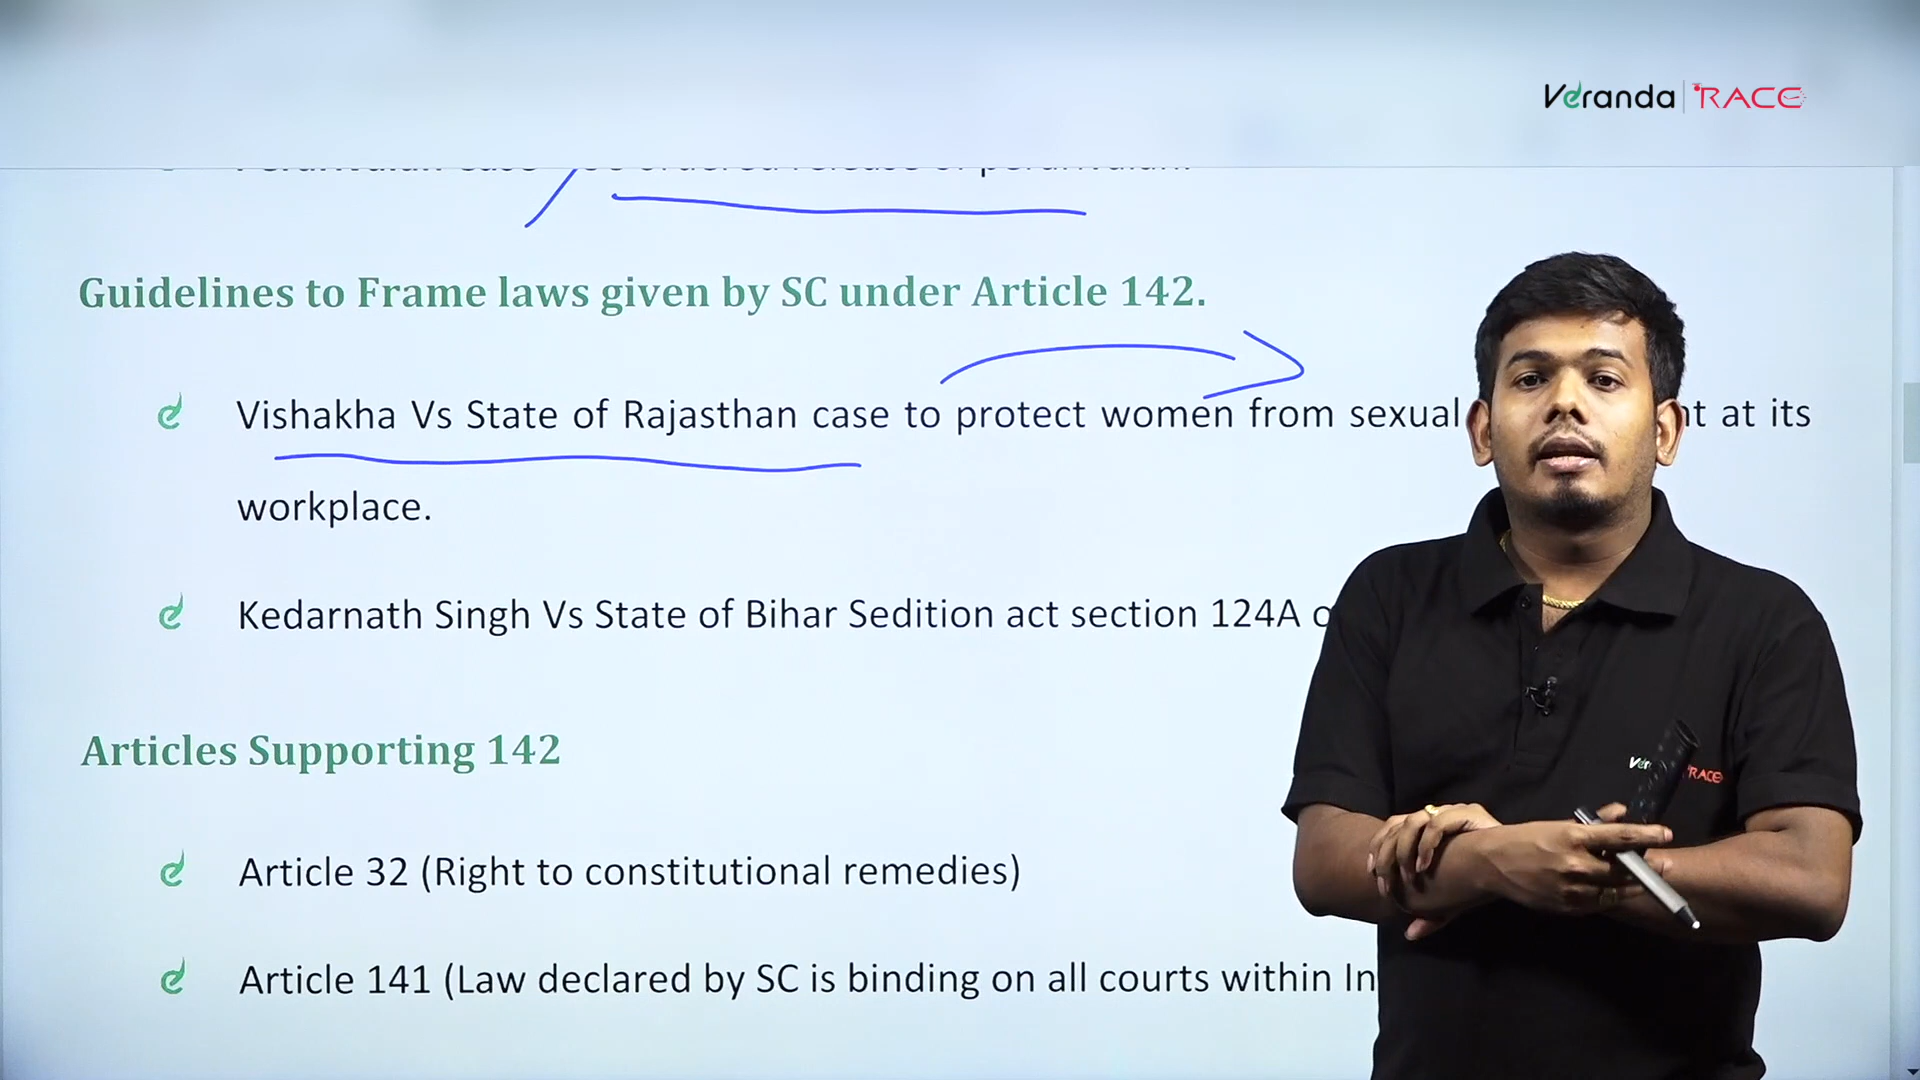 Veranda RACE
Guidelines to Frame laws given by SC under Article 142.
Vishakha Vs State of Rajasthan case to protect women from sexual at its
workplace.
Kedarnath Singh Vs State of Bihar Sedition act section 124A
Articles Supporting 142
Article 32 (Right to constitutional remedies)
Article 141 (Law declared by SC is binding on all courts within
RACE